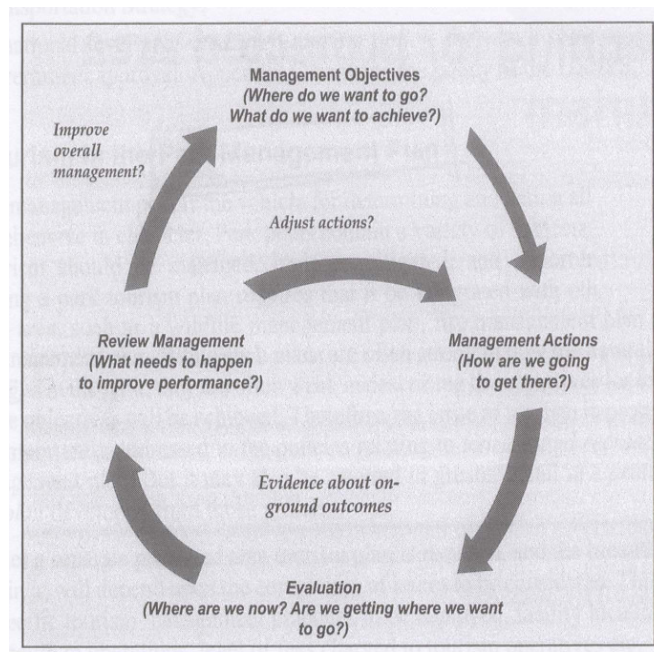 Management Objectives
(Where do we want to go?
What do we want to achieve?)
Improve
overall
management?
Adjust actions?
Review Management
(What needs to happen
to improve performance?)
Management Actions
(How are we going
to get there?)
Evidence about on-
ground outcomes
Evaluation
(Where are we now? Are we getting where we want
to go?)